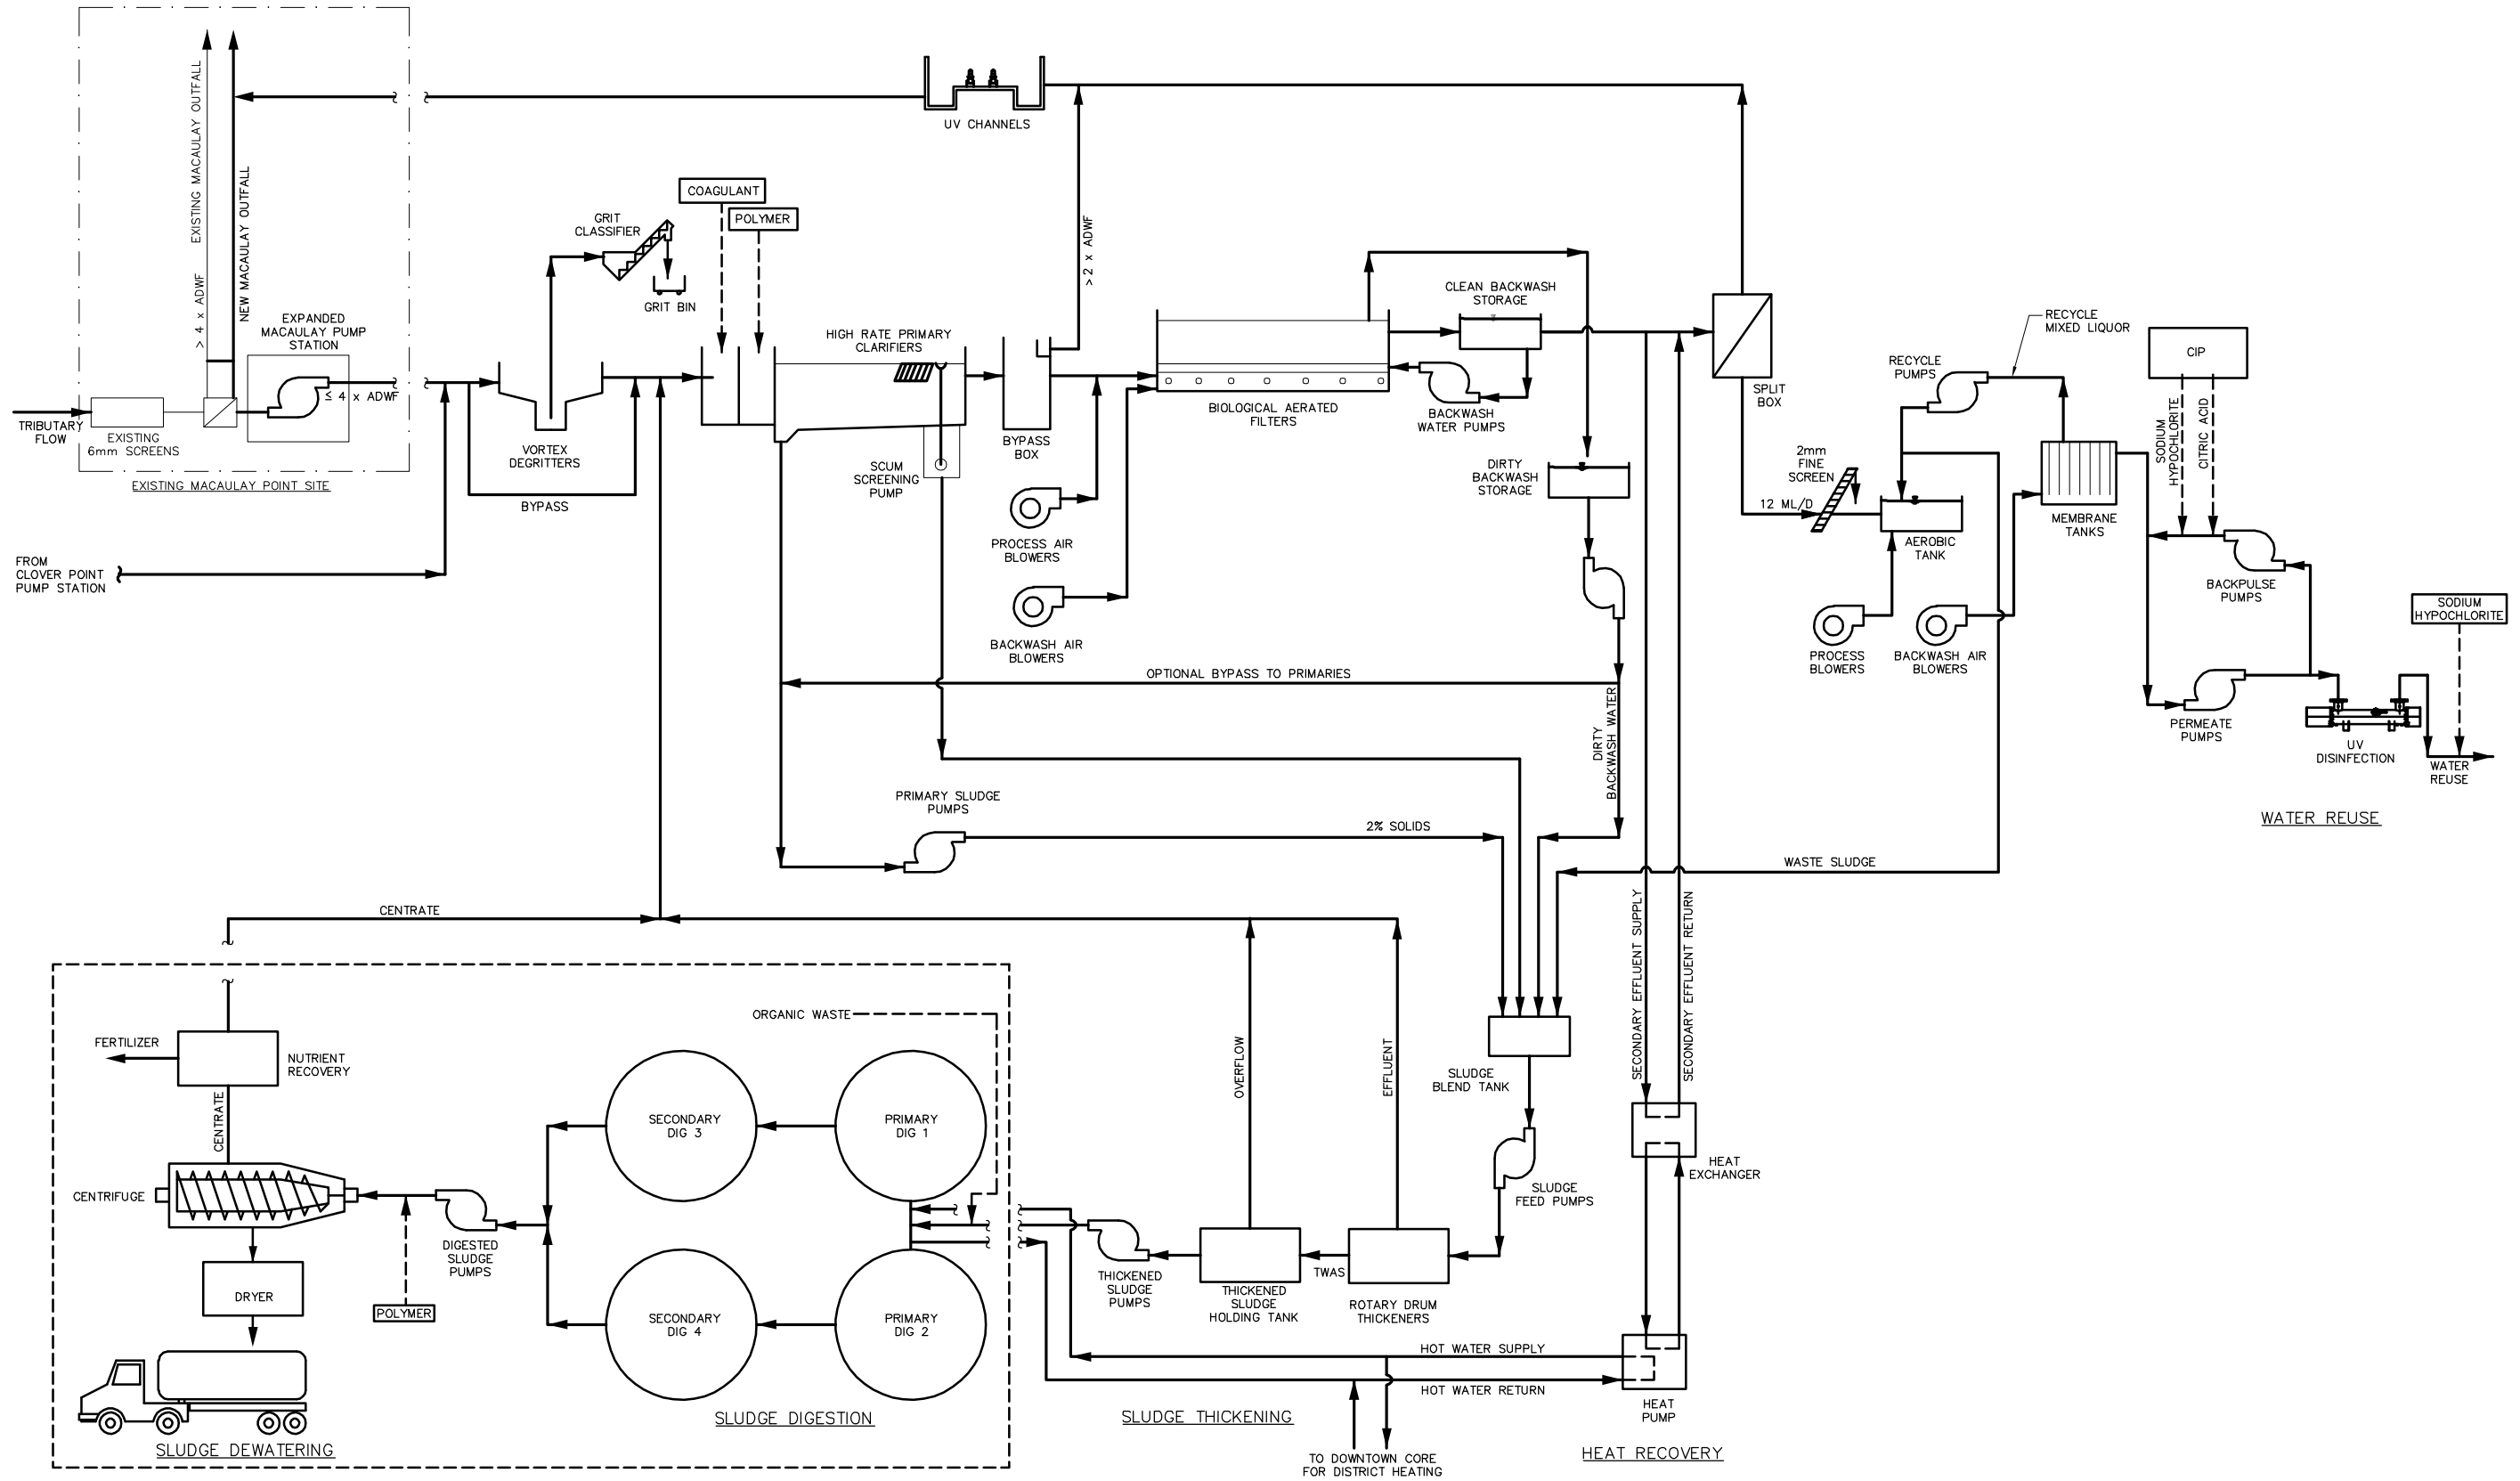 EXISTING MACAULAY OUTFALL
> 4 x ADWF
NEW MACAULAY OUTFALL
EXPANDED
MACAULAY PUMP
STATION
≤ 4 x ADWF
TRIBUTARY
FLOW
EXISTING
6mm SCREENS
EXISTING MACAULAY POINT SITE
FROM
CLOVER POINT
PUMP STATION
UV CHANNELS
COAGULANT
POLYMER
GRIT
CLASSIFIER
GRIT BIN
VORTEX
DEGRITTERS
BYPASS
HIGH RATE PRIMARY
CLARIFIERS
SCUM
SCREENING
PUMP
> 2 x ADWF
BYPASS
BOX
PROCESS AIR
BLOWERS
BACKWASH AIR
BLOWERS
BIOLOGICAL AERATED
FILTERS
CLEAN BACKWASH
STORAGE
BACKWASH
WATER PUMPS
DIRTY
BACKWASH
STORAGE
SPLIT
BOX
12 ML/D
2mm
FINE
SCREEN
RECYCLE
PUMPS
RECYCLE
MIXED LIQUOR
AEROBIC
TANK
PROCESS
BLOWERS
BACKWASH AIR
BLOWERS
MEMBRANE
TANKS
CIP
SODIUM
HYPOCHLORITE
CITRIC ACID
BACKPULSE
PUMPS
PERMEATE
PUMPS
SODIUM
HYPOCHLORITE
UV
DISINFECTION
WATER
REUSE
WATER REUSE
OPTIONAL BYPASS TO PRIMARIES
DIRTY
BACKWASH WATER
PRIMARY SLUDGE
PUMPS
2% SOLIDS
WASTE SLUDGE
CENTRATE
SECONDARY EFFLUENT SUPPLY
SECONDARY EFFLUENT RETURN
OVERFLOW
EFFLUENT
SLUDGE
BLEND TANK
SLUDGE
FEED PUMPS
HEAT
EXCHANGER
ORGANIC WASTE
FERTILIZER
NUTRIENT
RECOVERY
CENTRATE
CENTRIFUGE
DRYER
POLYMER
DIGESTED
SLUDGE
PUMPS
SECONDARY
DIG 3
PRIMARY
DIG 1
SECONDARY
DIG 4
PRIMARY
DIG 2
THICKENED
SLUDGE
PUMPS
THICKENED
SLUDGE
HOLDING TANK
TWAS
ROTARY DRUM
THICKENERS
HOT WATER SUPPLY
HOT WATER RETURN
HEAT
PUMP
TO DOWNTOWN CORE
FOR DISTRICT HEATING
SLUDGE DEWATERING
SLUDGE DIGESTION
SLUDGE THICKENING
HEAT RECOVERY